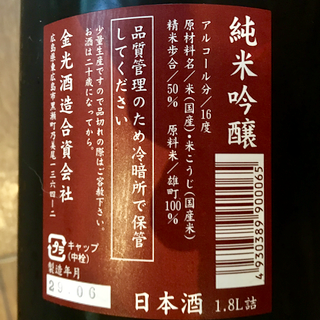 純米吟醸
アルコール分/16度
原材料名/米(国産)・米こうじ(国産米)
精米歩合/50% 原料米/雄町100%
品質管理のため冷暗所で保管
してください
少量生産ですので品切れの際はご容赦下さい。
お酒は二十歳になってから。
金光酒造合資会社
広島県東広島市黒瀬町乃美尾一三六四-二
4930389900065
プラ
キャップ
(中栓)
製造年月
日本酒
1.8L詰